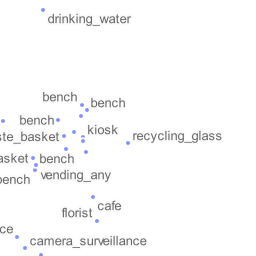 drinking_water
bench
bench
bench
kiosk
ste_basket
recycling_glass
asket
bench
vending_any
bench
cafe
florist
ce
camera_surveillance